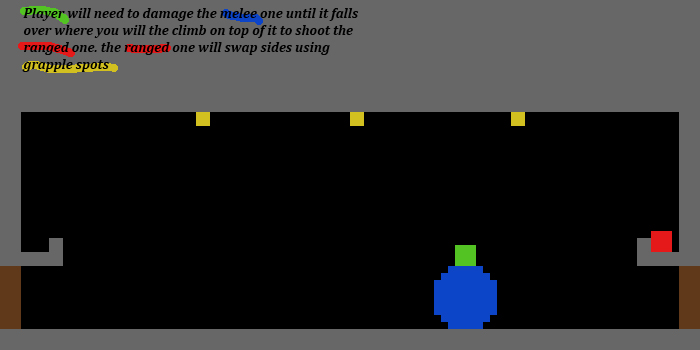 Player will need to damage the melee one until it falls
over where you will the climb on top of it to shoot the
ranged one. the ranged one will swap sides using
grapple spots